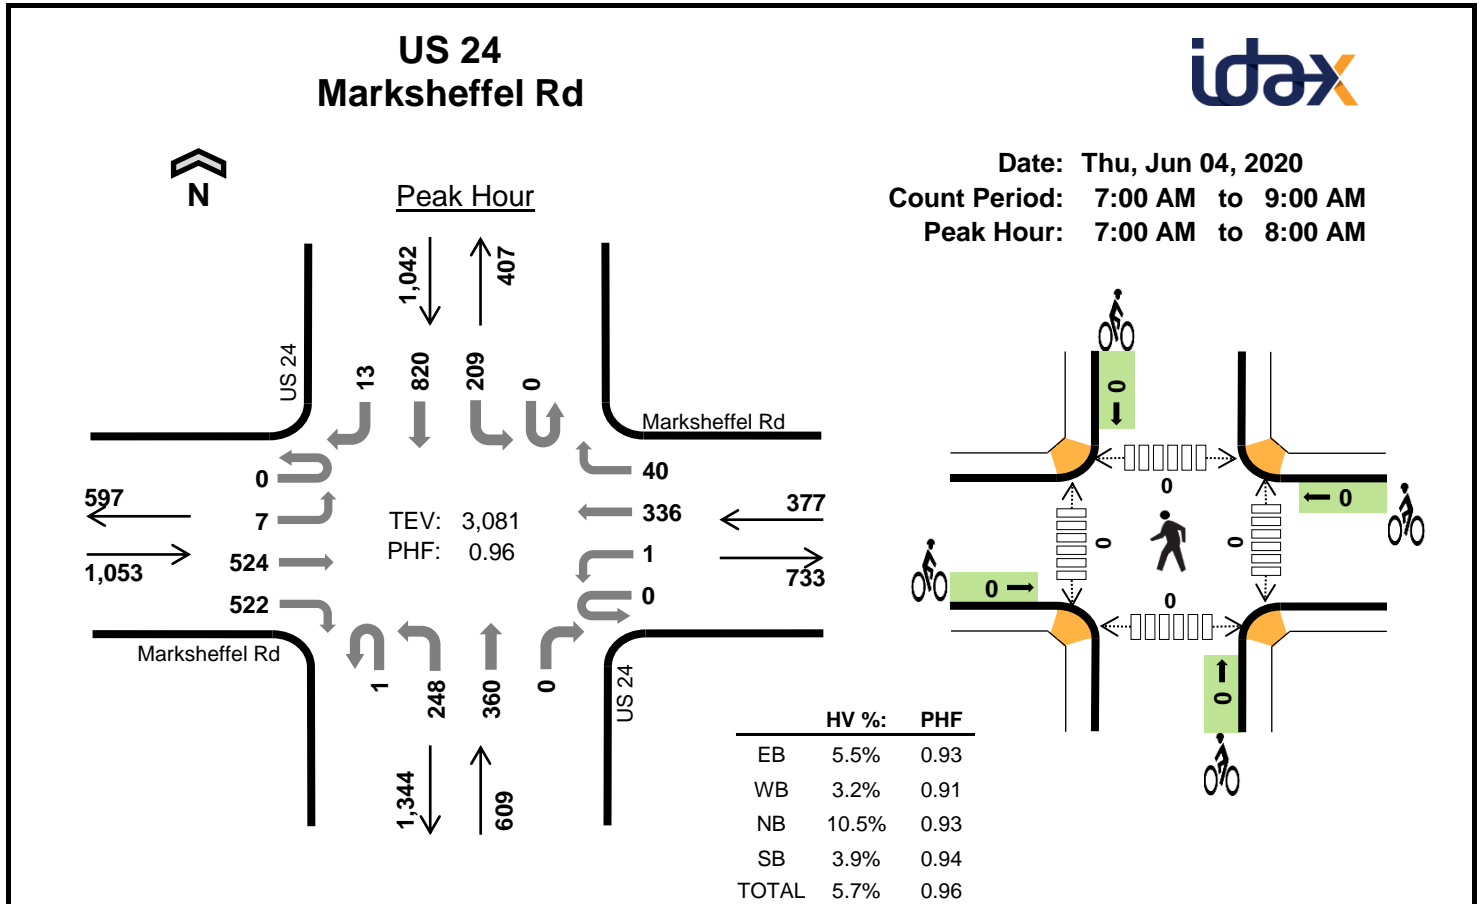 US 24
Marksheffel Rd
idax
Date: Thu, Jun 04, 2020
Count Period: 7:00 AM to 9:00 AM
Peak Hour: 7:00 AM to 8:00 AM
N
Peak Hour
1,042
407
US 24
13
820
209
0
Marksheffel Rd
0
7
524
522
597
1,053
TEV: 3,081
PHF: 0.96
40
336
1
0
377
733
Marksheffel Rd
1
248
360
0
US 24
1,344
609
0
0
0
0
0
0
0
0
HV %: PHF
EB 5.5% 0.93
WB 3.2% 0.91
NB 10.5% 0.93
SB 3.9% 0.94
TOTAL 5.7% 0.96